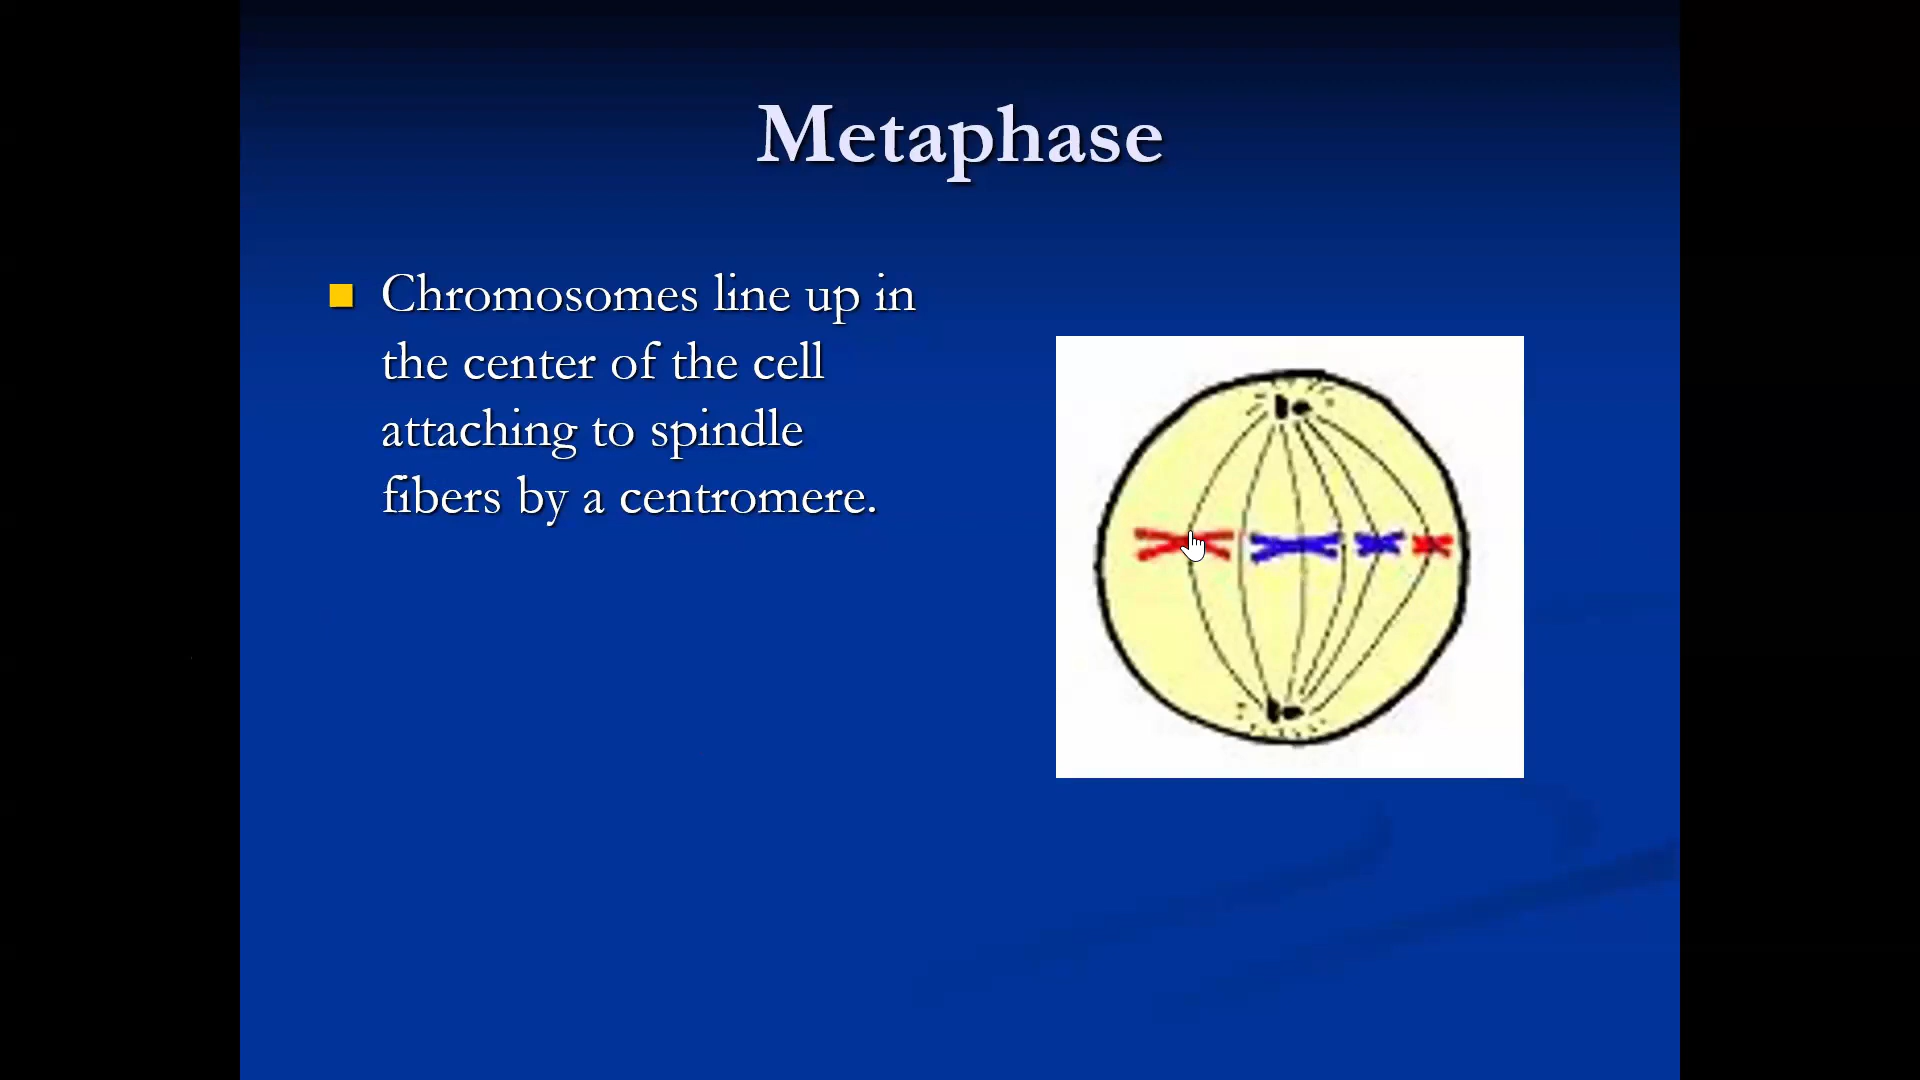 Metaphase
Chromosomes line up in
the center of the cell
attaching to spindle
fibers by a centromere.